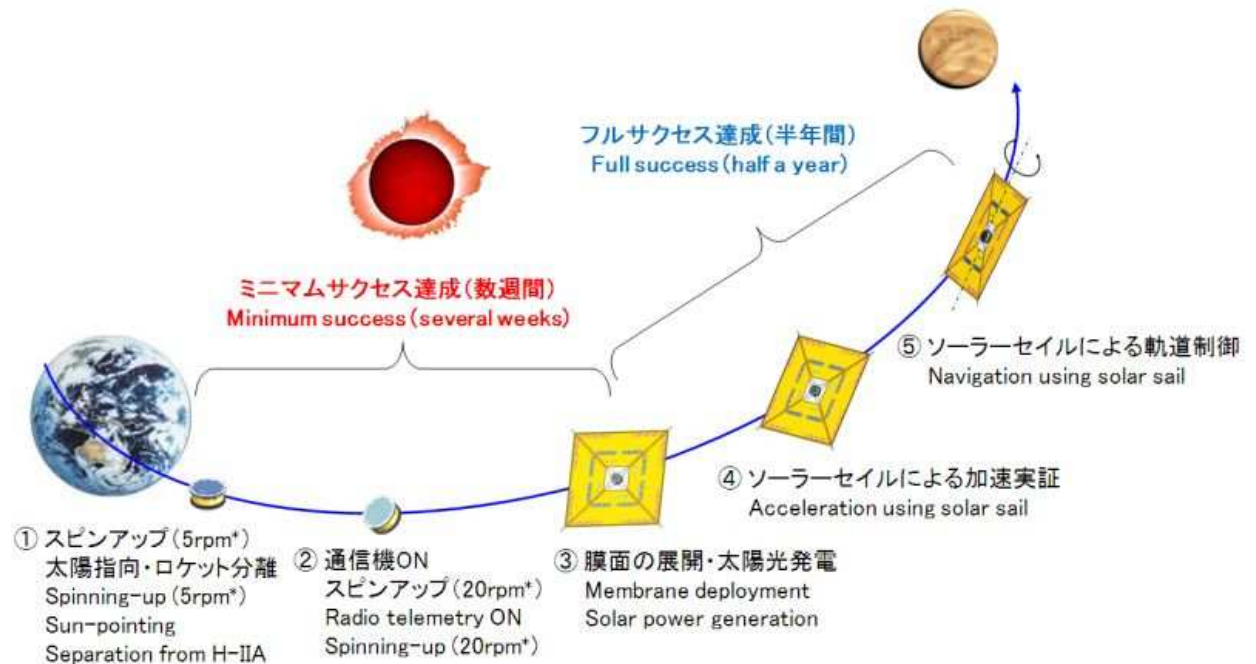 フルサクセス達成(半年間)
Full success(half a year)
ミニマムサクセス達成(数週間)
Minimum success(several weeks)
① スピンアップ(5rpm*)
太陽指向・ロケット分離
Spinning-up (5rpm*)
Sun-pointing
Separation from H-IIA
② 通信機ON
スピンアップ(20rpm*)
Radio telemetry ON
Spinning-up (20rpm*)
③ 膜面の展開・太陽光発電
Membrane deployment
Solar power generation
④ ソーラーセイルによる加速実証
Acceleration using solar sail
⑤ ソーラーセイルによる軌道制御
Navigation using solar sail